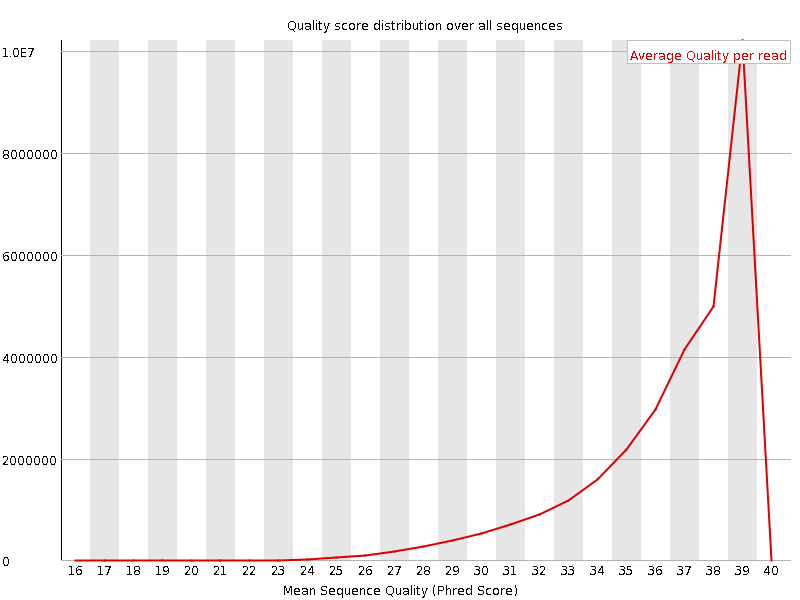 Quality score distribution over all sequences
Average Quality per read
1.0E7
8000000
6000000
4000000
2000000
0
16 17 18 19 20 21 22 23 24 25 26 27 28 29 30 31 32 33 34 35 36 37 38 39 40
Mean Sequence Quality (Phred Score)